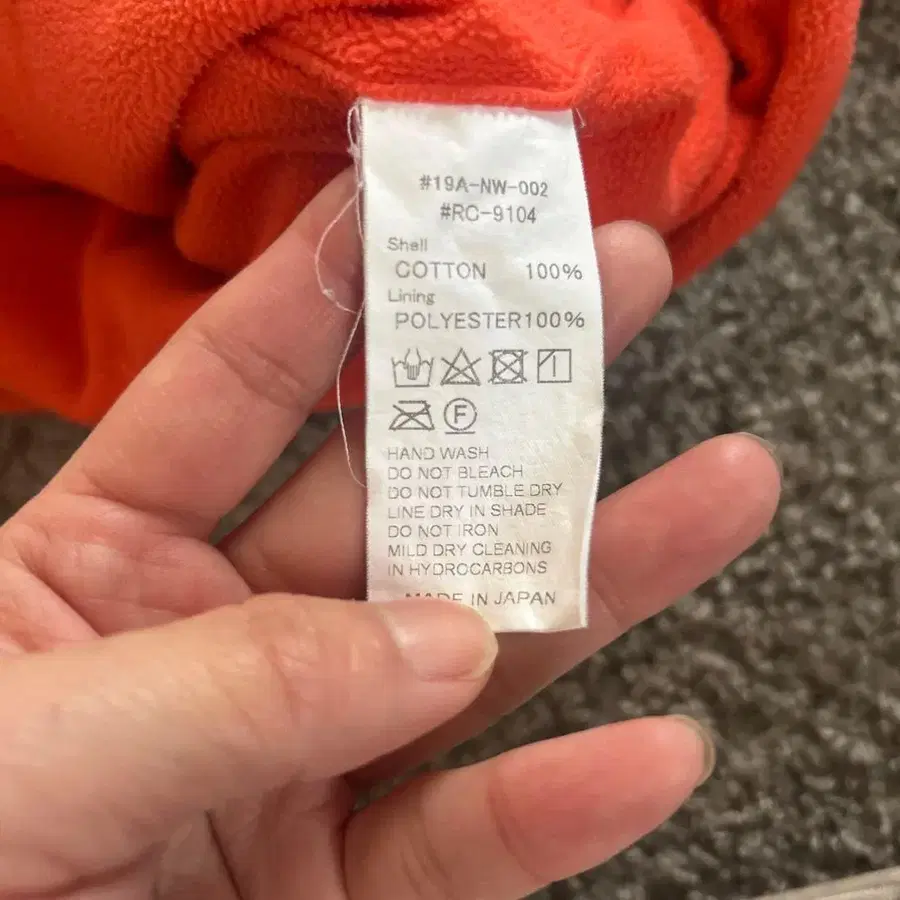 #19A-NW-002
#RC-9104
Shell
COTTON 100%
Lining
POLYESTER100%
F
HAND WASH
DO NOT BLEACH
DO NOT TUMBLE DRY
LINE DRY IN SHADE
DO NOT IRON
MILD DRY CLEANING
IN HYDROCARBONS
MADE IN JAPAN